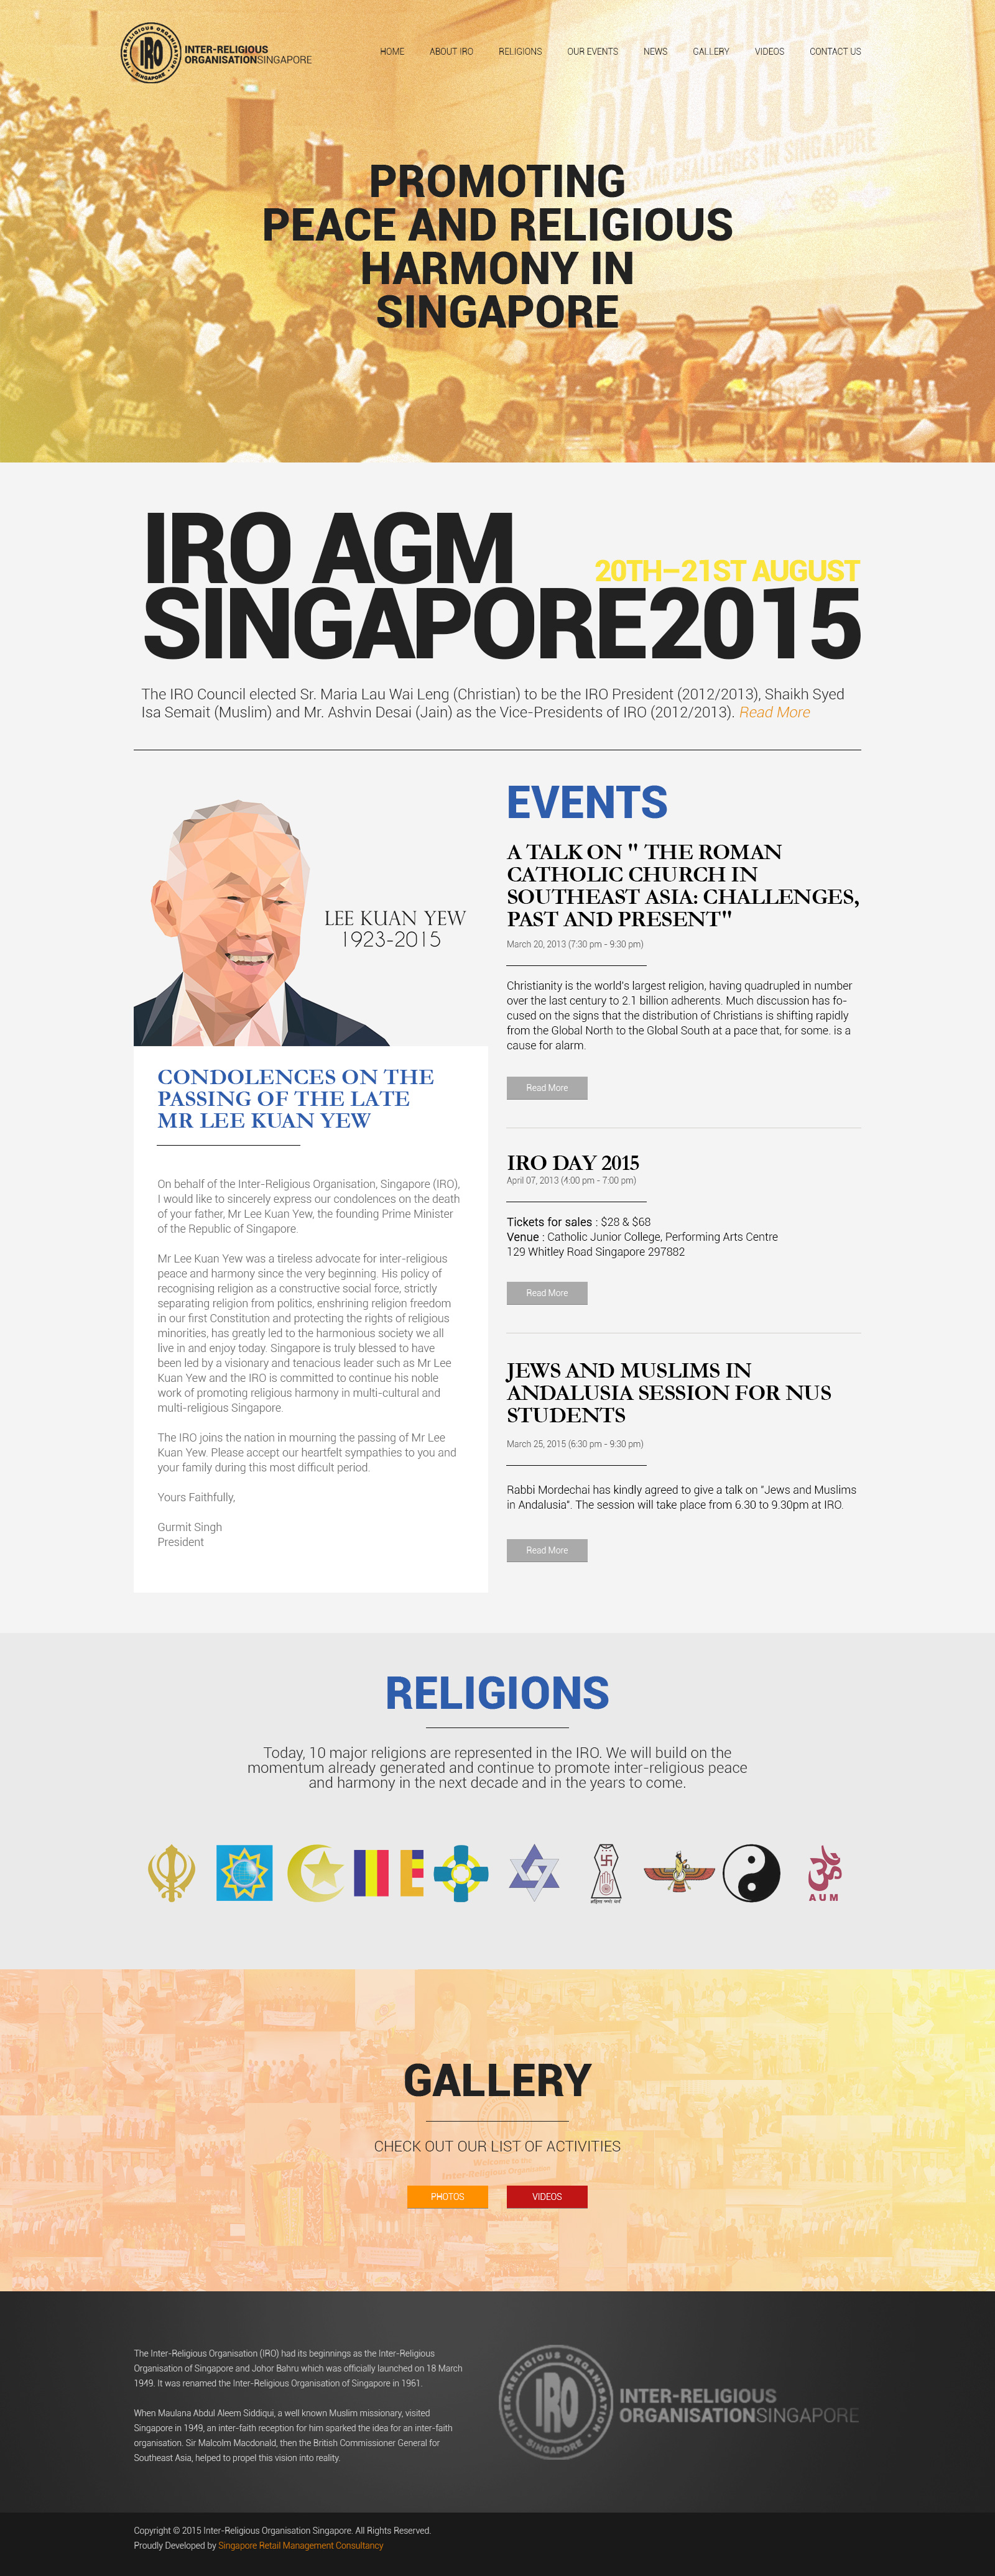 INTER-RELIGIOUS
ORGANISATIONSINGAPORE
INTER-RELIGIOUS ORGANISATION
IRO
SINGAPORE
HOME ABOUT IRO RELIGIONS OUR EVENTS NEWS GALLERY VIDEOS CONTACT US
DIALOGUE
AND CHALLENGES IN SINGAPORE
PROMOTING
PEACE AND RELIGIOUS
HARMONY IN
SINGAPORE
TEAM
RAFFLES
IRO AGM
20TH–21ST AUGUST
SINGAPORE2015
The IRO Council elected Sr. Maria Lau Wai Leng (Christian) to be the IRO President (2012/2013), Shaikh Syed
Isa Semait (Muslim) and Mr. Ashvin Desai (Jain) as the Vice-Presidents of IRO (2012/2013). Read More
LEE KUAN YEW
1923-2015
CONDOLENCES ON THE
PASSING OF THE LATE
MR LEE KUAN YEW
On behalf of the Inter-Religious Organisation, Singapore (IRO),
I would like to sincerely express our condolences on the death
of your father, Mr Lee Kuan Yew, the founding Prime Minister
of the Republic of Singapore.
Mr Lee Kuan Yew was a tireless advocate for inter-religious
peace and harmony since the very beginning. His policy of
recognising religion as a constructive social force, strictly
separating religion from politics, enshrining religion freedom
in our first Constitution and protecting the rights of religious
minorities, has greatly led to the harmonious society we all
live in and enjoy today. Singapore is truly blessed to have
been led by a visionary and tenacious leader such as Mr Lee
Kuan Yew and the IRO is committed to continue his noble
work of promoting religious harmony in multi-cultural and
multi-religious Singapore.
The IRO joins the nation in mourning the passing of Mr Lee
Kuan Yew. Please accept our heartfelt sympathies to you and
your family during this most difficult period.
Yours Faithfully,
Gurmit Singh
President
EVENTS
A TALK ON " THE ROMAN
CATHOLIC CHURCH IN
SOUTHEAST ASIA: CHALLENGES,
PAST AND PRESENT"
March 20, 2013 (7:30 pm - 9:30 pm)
Christianity is the world's largest religion, having quadrupled in number
over the last century to 2.1 billion adherents. Much discussion has fo-
cused on the signs that the distribution of Christians is shifting rapidly
from the Global North to the Global South at a pace that, for some. is a
cause for alarm.
Read More
IRO DAY 2015
April 07, 2013 (4:00 pm - 7:00 pm)
Tickets for sales : $28 & $68
Venue : Catholic Junior College, Performing Arts Centre
129 Whitley Road Singapore 297882
Read More
JEWS AND MUSLIMS IN
ANDALUSIA SESSION FOR NUS
STUDENTS
March 25, 2015 (6:30 pm - 9:30 pm)
Rabbi Mordechai has kindly agreed to give a talk on "Jews and Muslims
in Andalusia". The session will take place from 6.30 to 9.30pm at IRO.
Read More
RELIGIONS
Today, 10 major religions are represented in the IRO. We will build on the
momentum already generated and continue to promote inter-religious peace
and harmony in the next decade and in the years to come.
ॐ
AUM
GALLERY
CHECK OUT OUR LIST OF ACTIVITIES
Welcome to the
Inter-Religious Organisation
PHOTOS VIDEOS
The Inter-Religious Organisation (IRO) had its beginnings as the Inter-Religious
Organisation of Singapore and Johor Bahru which was officially launched on 18 March
1949. It was renamed the Inter-Religious Organisation of Singapore in 1961.
When Maulana Abdul Aleem Siddiqui, a well known Muslim missionary, visited
Singapore in 1949, an inter-faith reception for him sparked the idea for an inter-faith
organisation. Sir Malcolm Macdonald, then the British Commissioner General for
Southeast Asia, helped to propel this vision into reality.
INTER-RELIGIOUS ORGANISATION
IRO
SINGAPORE
INTER-RELIGIOUS
ORGANISATIONSINGAPORE
Copyright © 2015 Inter-Religious Organisation Singapore. All Rights Reserved.
Proudly Developed by Singapore Retail Management Consultancy